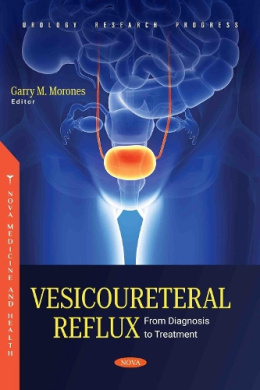 UROLOGY RESEARCH PROGRESS
Garry M. Morones
Editor
NOVA MEDICINE AND HEALTH
VESICOURETERAL
REFLUX
From Diagnosis
to Treatment
NOVA